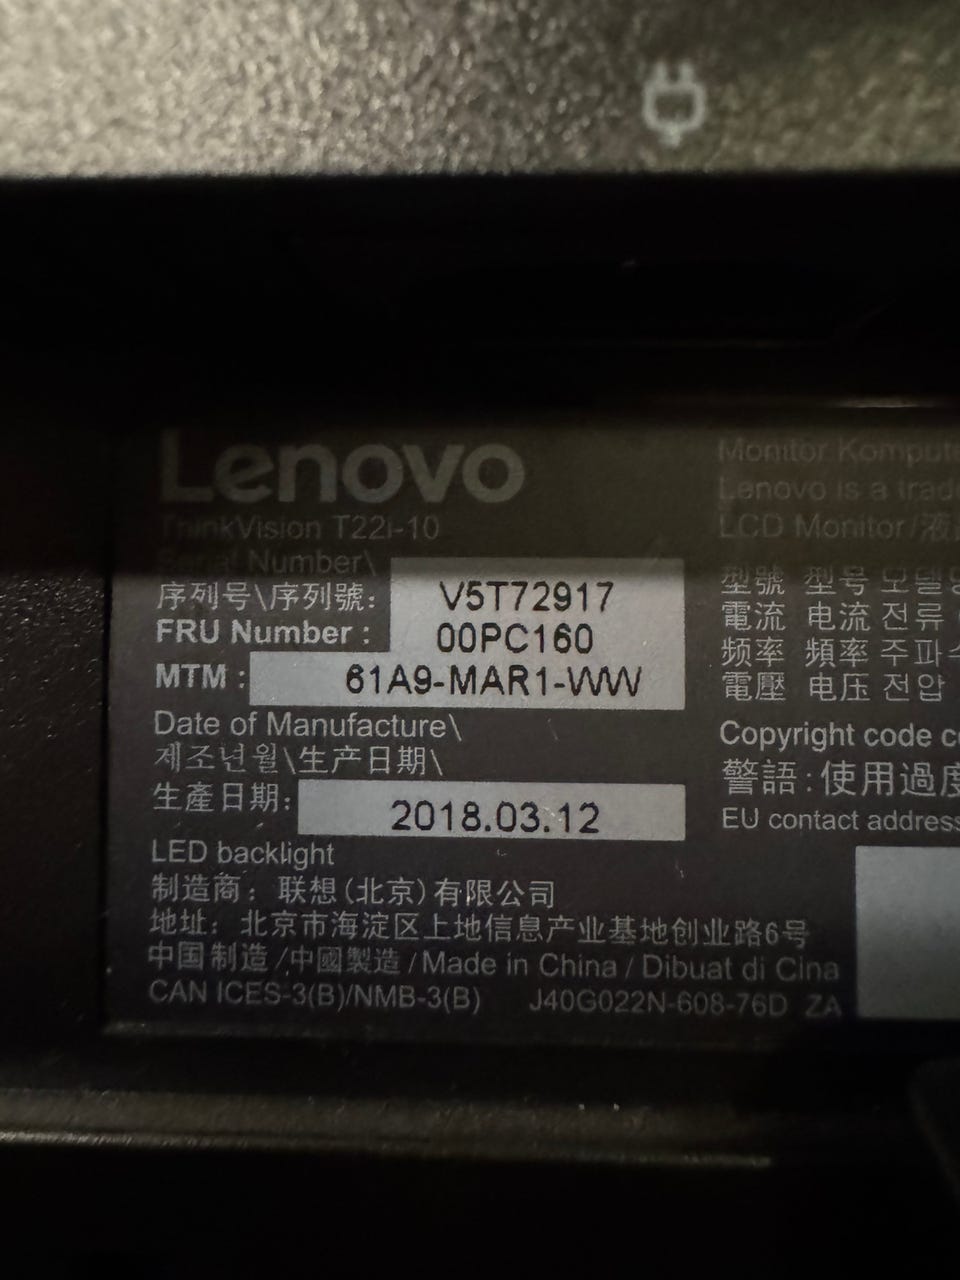 Lenovo
ThinkVision T22i-10
Serial Number\
序列号\序列號: V5T72917
FRU Number : 00PC160
MTM : 61A9-MAR1-WW
Date of Manufacture\
제조년월\生产日期\
生產日期: 2018.03.12
LED backlight
制造商: 联想(北京)有限公司
地址: 北京市海淀区上地信息产业基地创业路6号
中国制造/中國製造/Made in China/Dibuat di Cina
CAN ICES-3(B)/NMB-3(B) J40G022N-608-76D ZA
Monitor
Lenovo is a
LCD Monitor/液
型號 型号 모델
電流 电流 전류
频率 頻率 주파
電壓 电压 전압
Copyright code
警語:使用過度
EU contact address